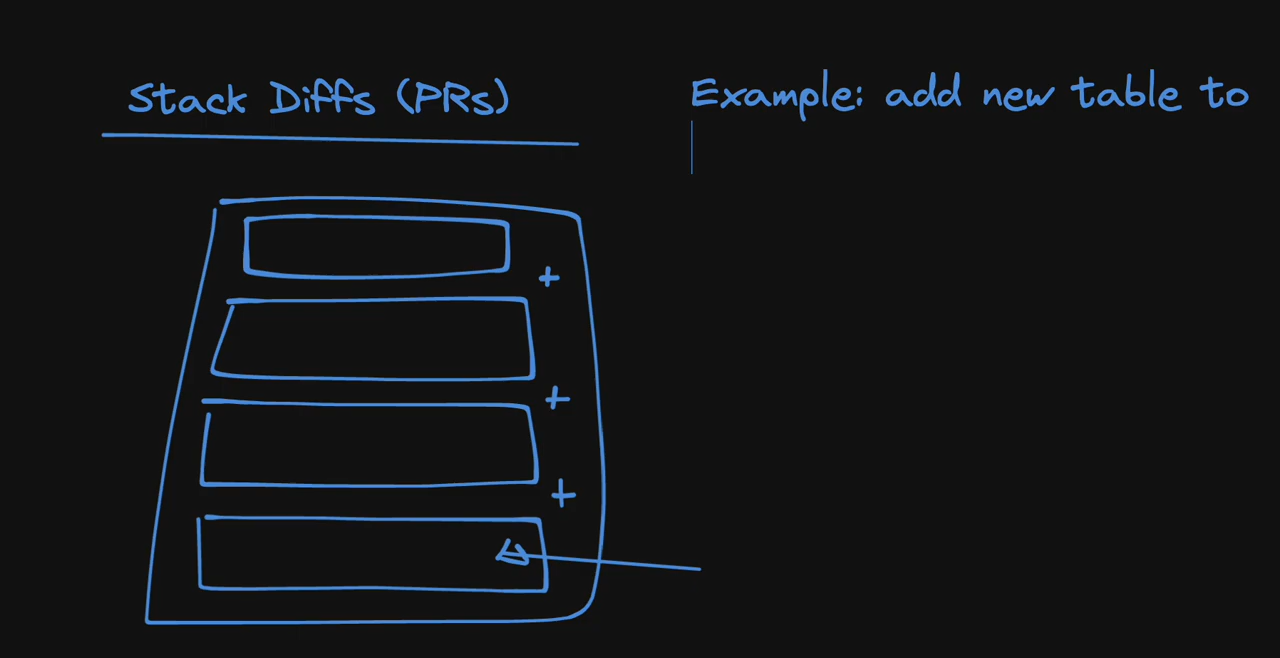 Stack Diffs (PRs)
Example: add new table to
+
+
+